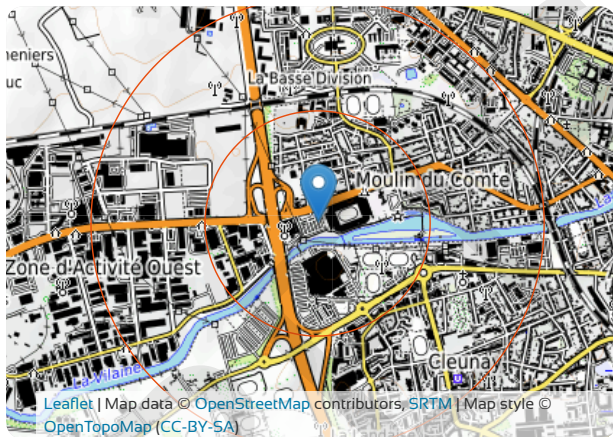 eniers
uc
La Basse Division
Moulin du Comte
La
Zone d'Activité Ouest
La Vilaine
Cleuna
Leaflet | Map data © OpenStreetMap contributors, SRTM | Map style ©
OpenTopoMap (CC-BY-SA)